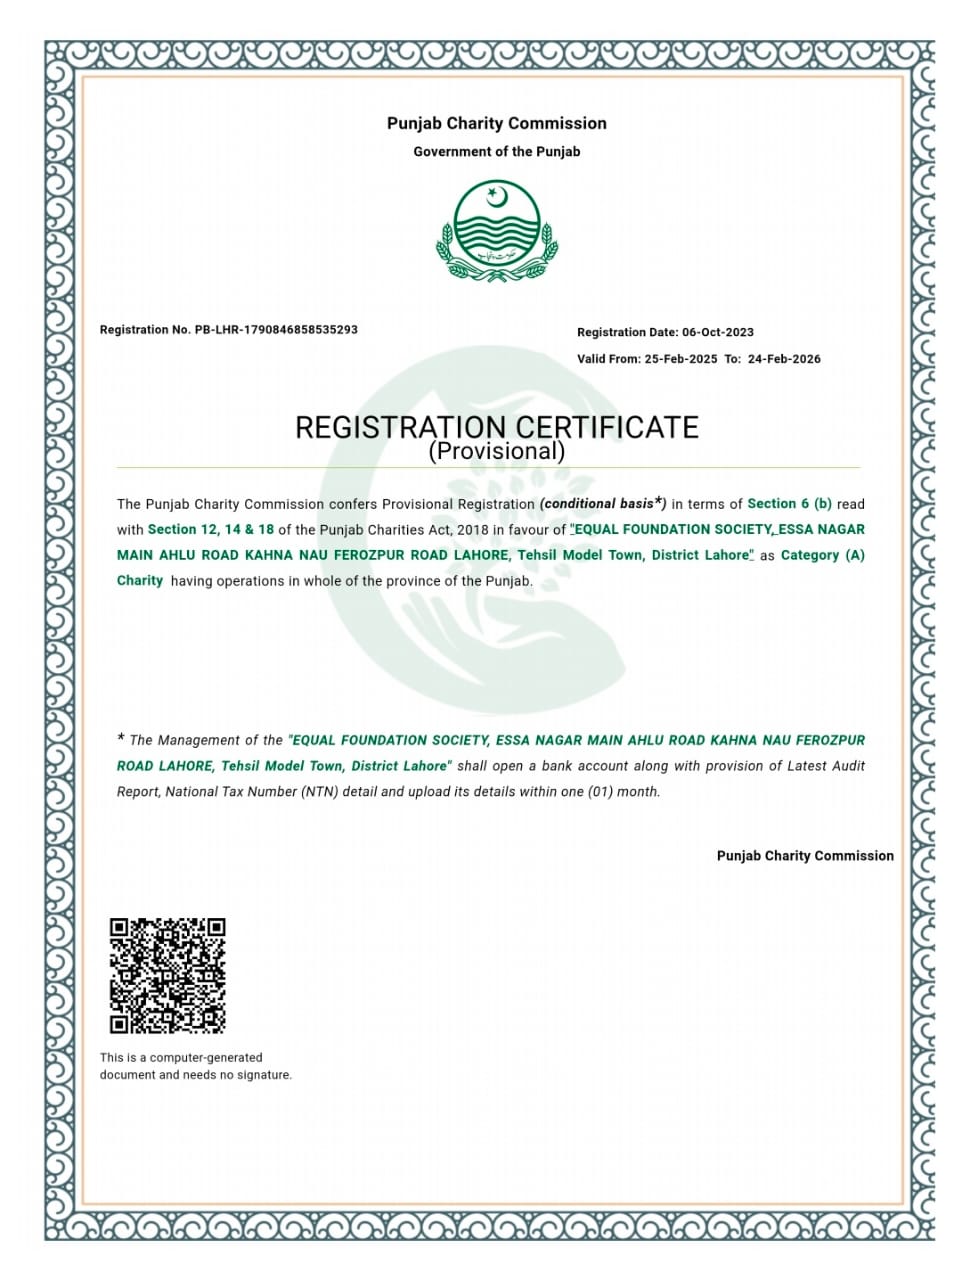 Punjab Charity Commission
Government of the Punjab
حکومت پنجاب
Registration No. PB-LHR-1790846858535293
Registration Date: 06-Oct-2023
Valid From: 25-Feb-2025 To: 24-Feb-2026
REGISTRATION CERTIFICATE
(Provisional)
The Punjab Charity Commission confers Provisional Registration (conditional basis*) in terms of Section 6 (b) read
with Section 12, 14 & 18 of the Punjab Charities Act, 2018 in favour of "EQUAL FOUNDATION SOCIETY, ESSA NAGAR
MAIN AHLU ROAD KAHNA NAU FEROZPUR ROAD LAHORE, Tehsil Model Town, District Lahore" as Category (A)
Charity having operations in whole of the province of the Punjab.
* The Management of the "EQUAL FOUNDATION SOCIETY, ESSA NAGAR MAIN AHLU ROAD KAHNA NAU FEROZPUR
ROAD LAHORE, Tehsil Model Town, District Lahore" shall open a bank account along with provision of Latest Audit
Report, National Tax Number (NTN) detail and upload its details within one (01) month.
Punjab Charity Commission
This is a computer-generated
document and needs no signature.